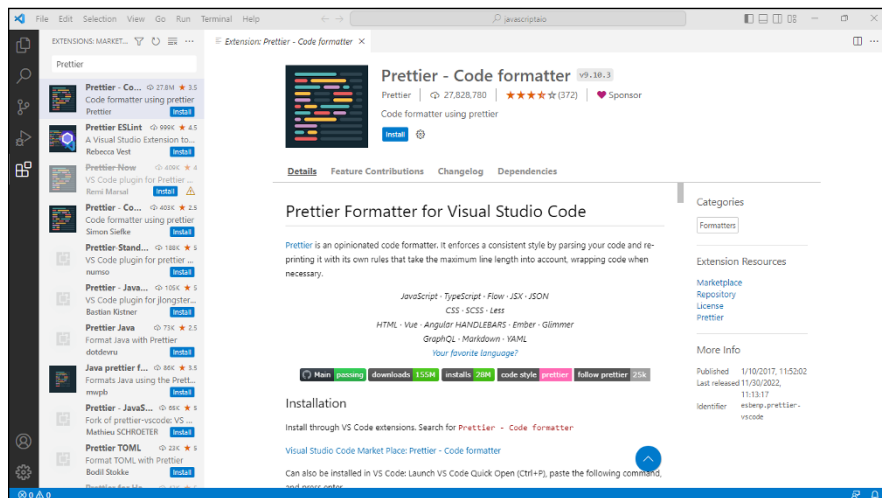 File Edit Selection View Go Run Terminal Help
javascriptaio
EXTENSIONS: MARKET...
Prettier
Prettier - Co... 27.8M ★ 3.5
Code formatter using prettier
Prettier Install
Prettier ESLint 999K ★ 4.5
A Visual Studio Extension to...
Rebecca Vest Install
Prettier Now 409K ★ 4
VS Code plugin for Prettier ...
Remi Marsal Install
Prettier - Co... 403K ★ 2.5
Code formatter using prettier
Simon Siefke Install
Prettier-Stand... 188K ★ 5
VS Code plugin for prettier ...
numso Install
Prettier - Java... 105K ★ 5
VS Code plugin for jlongster...
Bastian Kistner Install
Prettier Java 75K ★ 2.5
Format Java with Prettier
dotdevru Install
Java prettier f... 86K ★ 3.5
Formats Java using the Prett...
mwpb Install
Prettier - JavaS... ★ 5
Fork of prettier-vscode: VS ...
Mathieu SCHROETER Install
Prettier TOML 23K ★ 5
Format TOML with Prettier
Bodil Stokke Install
Extension: Prettier - Code formatter ×
Prettier - Code formatter v9.10.3
Prettier | 27,828,780 | ★★★★☆ (372) | Sponsor
Code formatter using prettier
Install
Details Feature Contributions Changelog Dependencies
Prettier Formatter for Visual Studio Code
Prettier is an opinionated code formatter. It enforces a consistent style by parsing your code and re-
printing it with its own rules that take the maximum line length into account, wrapping code when
necessary.
JavaScript · TypeScript · Flow · JSX · JSON
CSS · SCSS · Less
HTML · Vue · Angular HANDLEBARS · Ember · Glimmer
GraphQL · Markdown · YAML
Your favorite language?
Main passing downloads 155M installs 28M code style prettier follow prettier 25k
Installation
Install through VS Code extensions. Search for Prettier - Code formatter
Visual Studio Code Market Place: Prettier - Code formatter
Can also be installed in VS Code: Launch VS Code Quick Open (Ctrl+P), paste the following command,
and press enter.
Categories
Formatters
Extension Resources
Marketplace
Repository
License
Prettier
More Info
Published 1/10/2017, 11:52:02
Last released 11/30/2022,
11:13:17
Identifier esbenp.prettier-
vscode
0 0